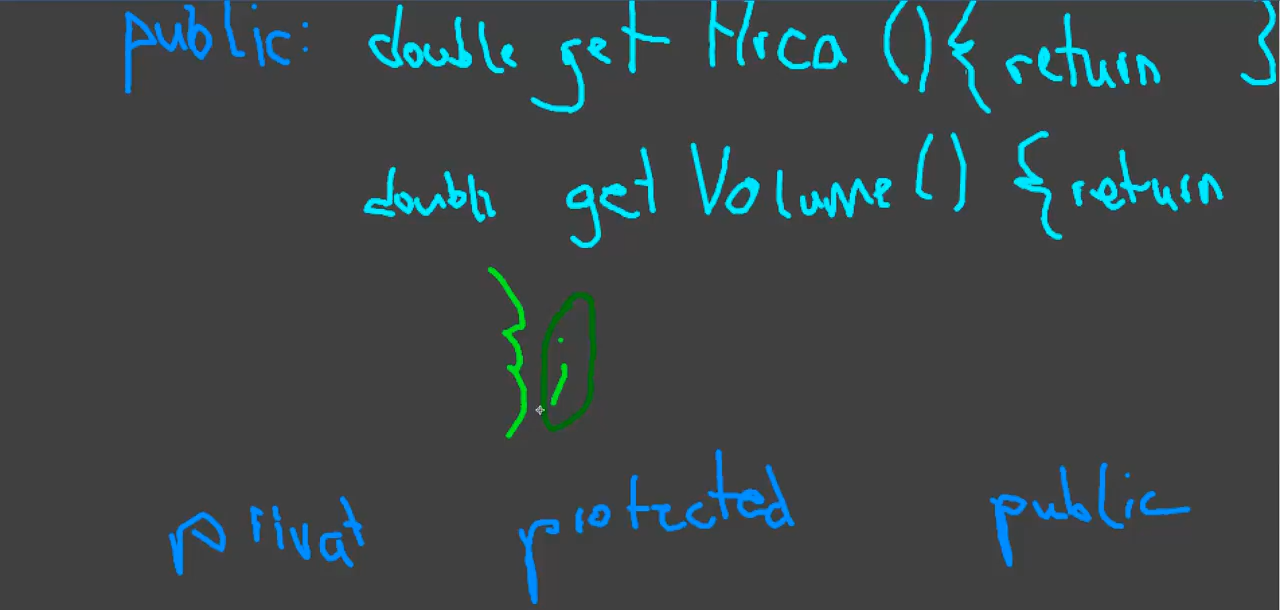 public: double get Area () { return }
double get Volume () { return
} ;
privat protected public